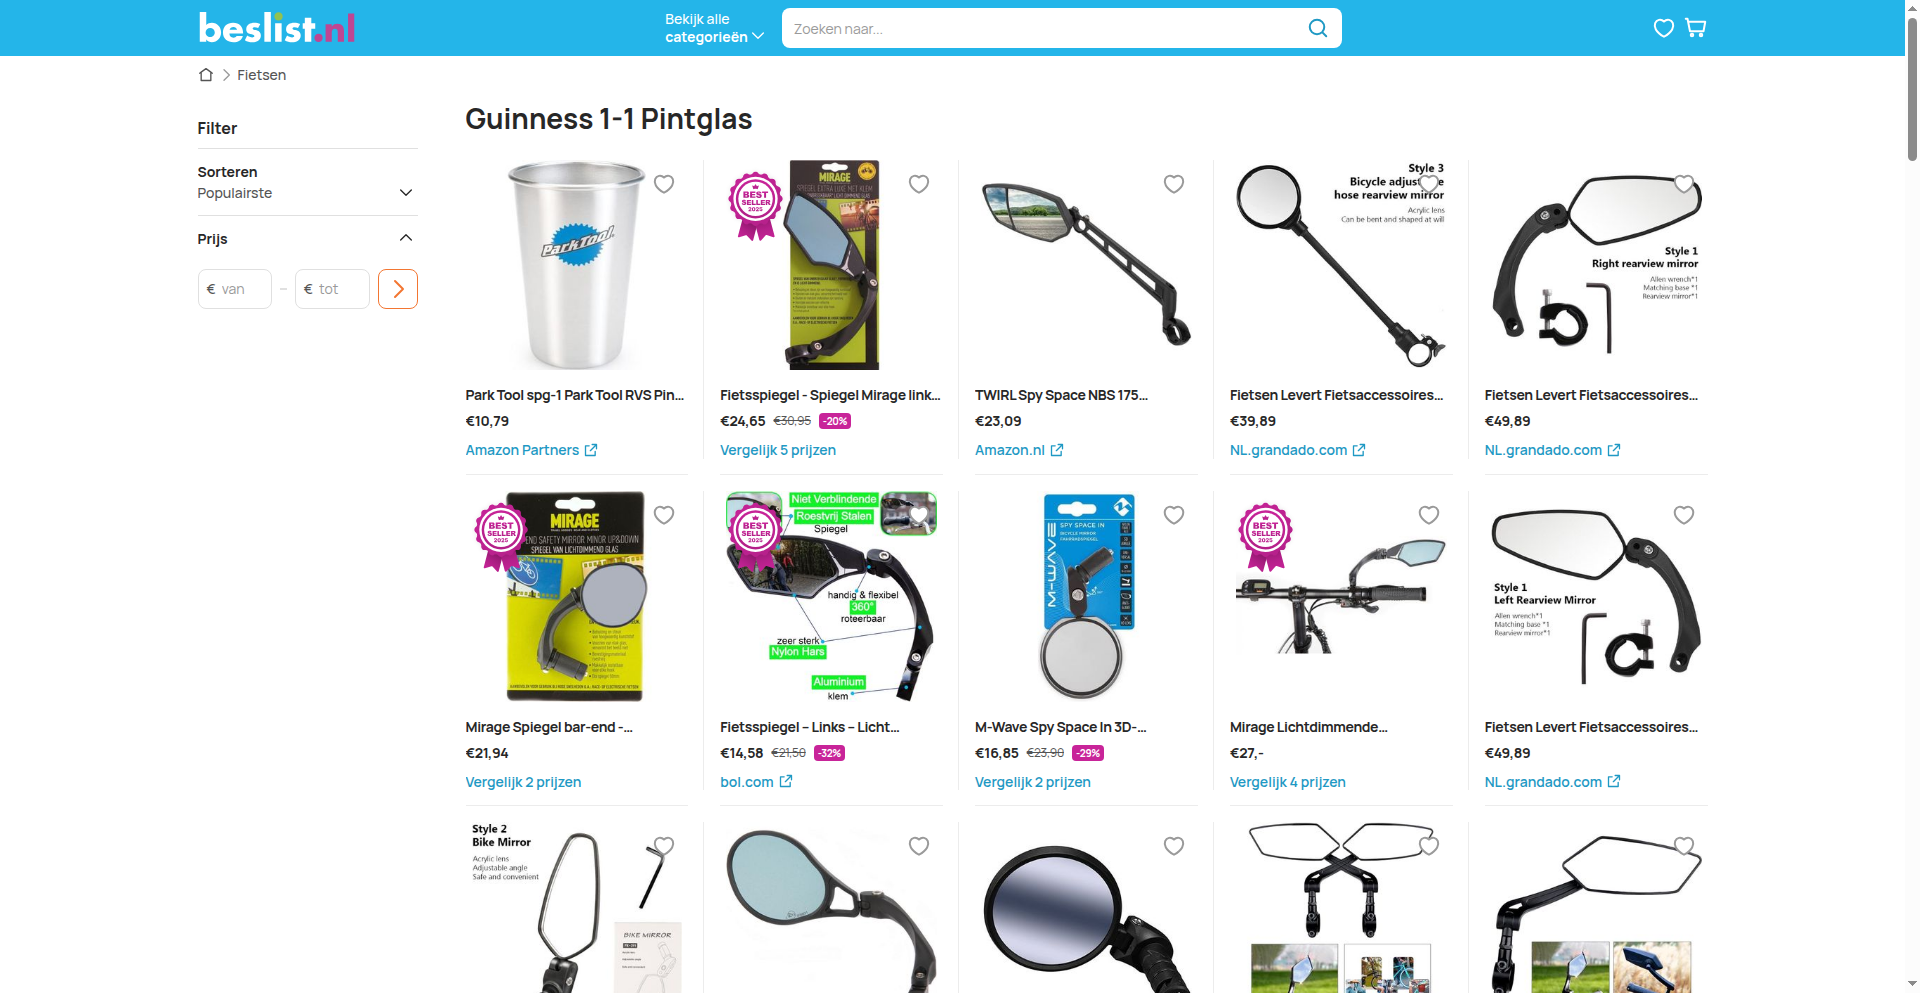 beslist.nl
Bekijk alle
categorieën
Zoeken naar...
Fietsen
Guinness 1-1 Pintglas
Filter
Sorteren
Populairste
Prijs
€ van
–
€ tot
ParkTool
Park Tool spg-1 Park Tool RVS Pin...
€10,79
Amazon Partners
BEST
SELLER
2025
MIRAGE
SPIEGEL EXTRA LUXE MET KLEM
Fietsspiegel - Spiegel Mirage link...
€24,65 €30,95 -20%
Vergelijk 5 prijzen
TWIRL Spy Space NBS 175...
€23,09
Amazon.nl
Style 3
Bicycle adjust e
hose rearview mirror
Acrylic lens
Can be bent and shaped at will
Fietsen Levert Fietsaccessoires...
€39,89
NL.grandado.com
Style 1
Right rearview mirror
Allen wrench*1
Matching base *1
Rearview mirror*1
Fietsen Levert Fietsaccessoires...
€49,89
NL.grandado.com
BEST
SELLER
2025
MIRAGE
END SAFETY MIRROR MINOR UP&DOWN
SPIEGEL VAN LICHTDIMMEND GLAS
Mirage Spiegel bar-end -...
€21,94
Vergelijk 2 prijzen
BEST
SELLER
2025
Niet Verblindende
Roestvrij Stalen
Spiegel
handig & flexibel
360°
roteerbaar
zeer sterk
Nylon Hars
Aluminium
klem
Fietsspiegel – Links – Licht...
€14,58 €21,50 -32%
bol.com
M-WAVE
SPY SPACE IN
BICYCLE MIRROR
FAHRRADSPIEGEL
M-Wave Spy Space In 3D-...
€16,85 €23,90 -29%
Vergelijk 2 prijzen
BEST
SELLER
2025
Mirage Lichtdimmende...
€27,-
Vergelijk 4 prijzen
Style 1
Left Rearview Mirror
Allen wrench*1
Matching base *1
Rearview mirror*1
Fietsen Levert Fietsaccessoires...
€49,89
NL.grandado.com
Style 2
Bike Mirror
Acrylic lens
Adjustable angle
Safe and convenient
BIKE MIRROR